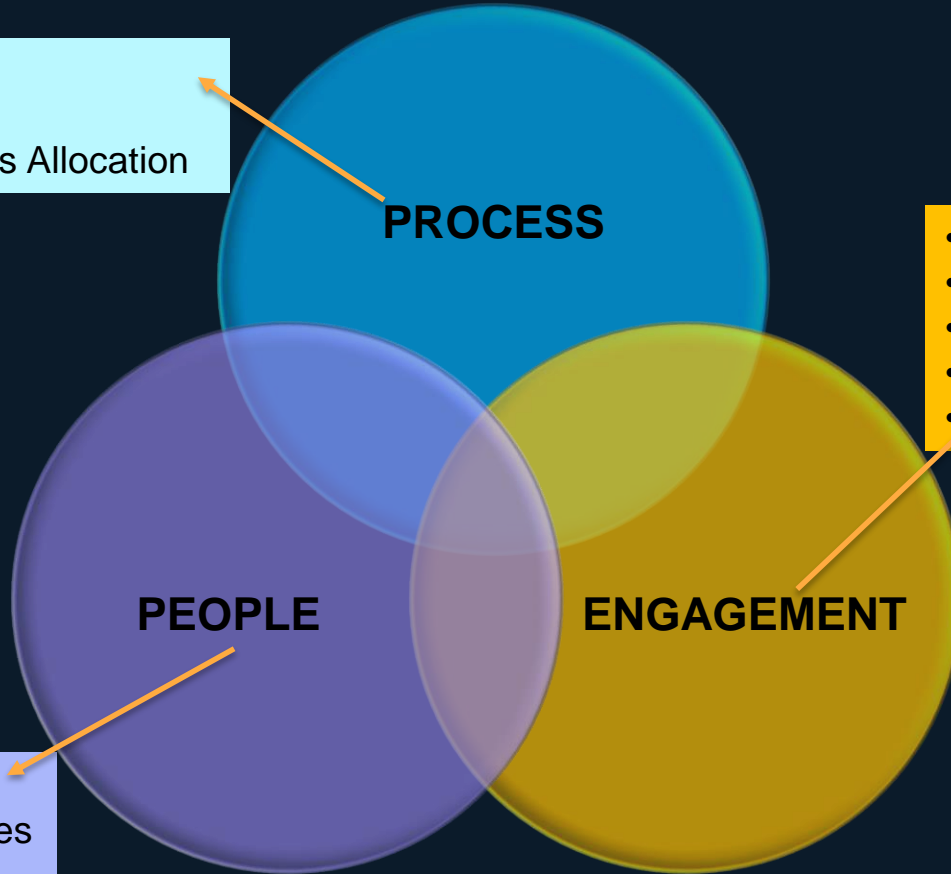 s Allocation
PROCESS
•
•
•
•
•
PEOPLE
ENGAGEMENT
es